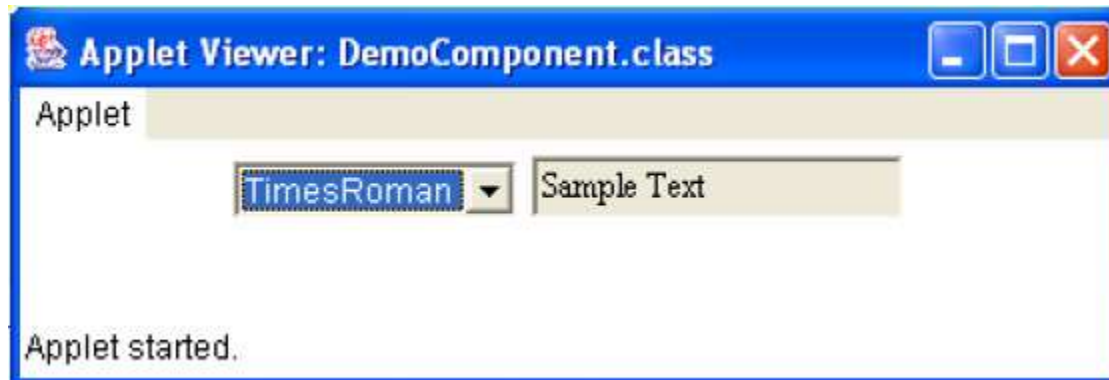 Applet Viewer: DemoComponent.class
Applet
TimesRoman Sample Text
Applet started.